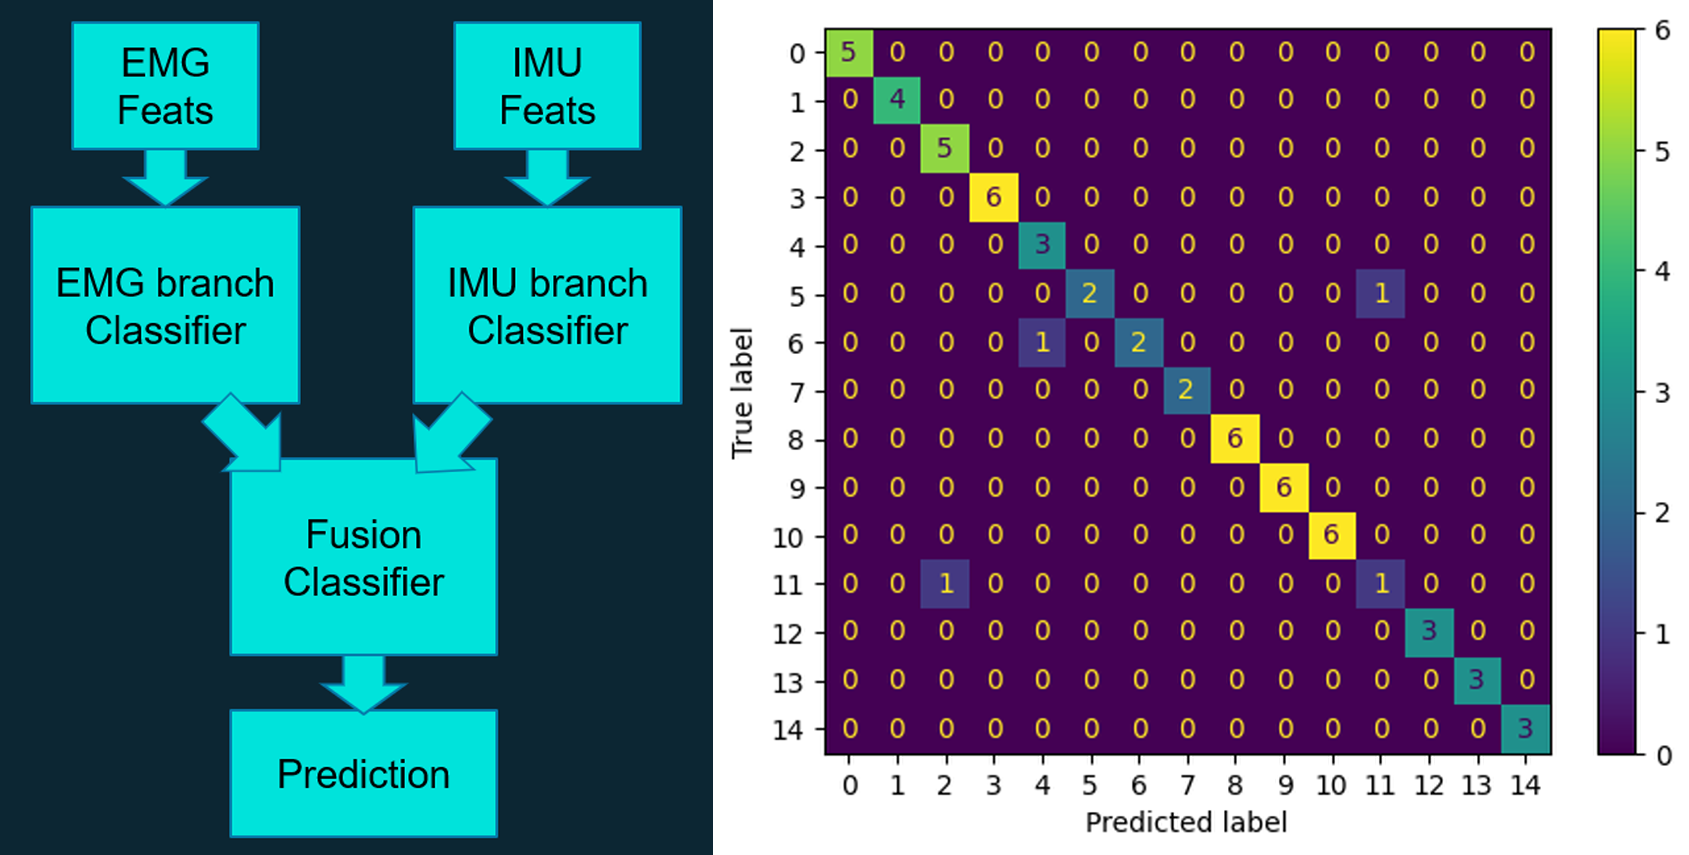 EMG
Feats
IMU
Feats
EMG branch
Classifier
IMU branch
Classifier
Fusion
Classifier
Prediction
True label
0 5 0 0 0 0 0 0 0 0 0 0 0 0 0 0
1 0 4 0 0 0 0 0 0 0 0 0 0 0 0 0
2 0 0 5 0 0 0 0 0 0 0 0 0 0 0 0
3 0 0 0 6 0 0 0 0 0 0 0 0 0 0 0
4 0 0 0 0 3 0 0 0 0 0 0 0 0 0 0
5 0 0 0 0 0 2 0 0 0 0 0 1 0 0 0
6 0 0 0 0 1 0 2 0 0 0 0 0 0 0 0
7 0 0 0 0 0 0 0 2 0 0 0 0 0 0 0
8 0 0 0 0 0 0 0 0 6 0 0 0 0 0 0
9 0 0 0 0 0 0 0 0 0 6 0 0 0 0 0
10 0 0 0 0 0 0 0 0 0 0 6 0 0 0 0
11 0 0 1 0 0 0 0 0 0 0 0 1 0 0 0
12 0 0 0 0 0 0 0 0 0 0 0 0 3 0 0
13 0 0 0 0 0 0 0 0 0 0 0 0 0 3 0
14 0 0 0 0 0 0 0 0 0 0 0 0 0 0 3
0 1 2 3 4 5 6 7 8 9 10 11 12 13 14
Predicted label
6
5
4
3
2
1
0